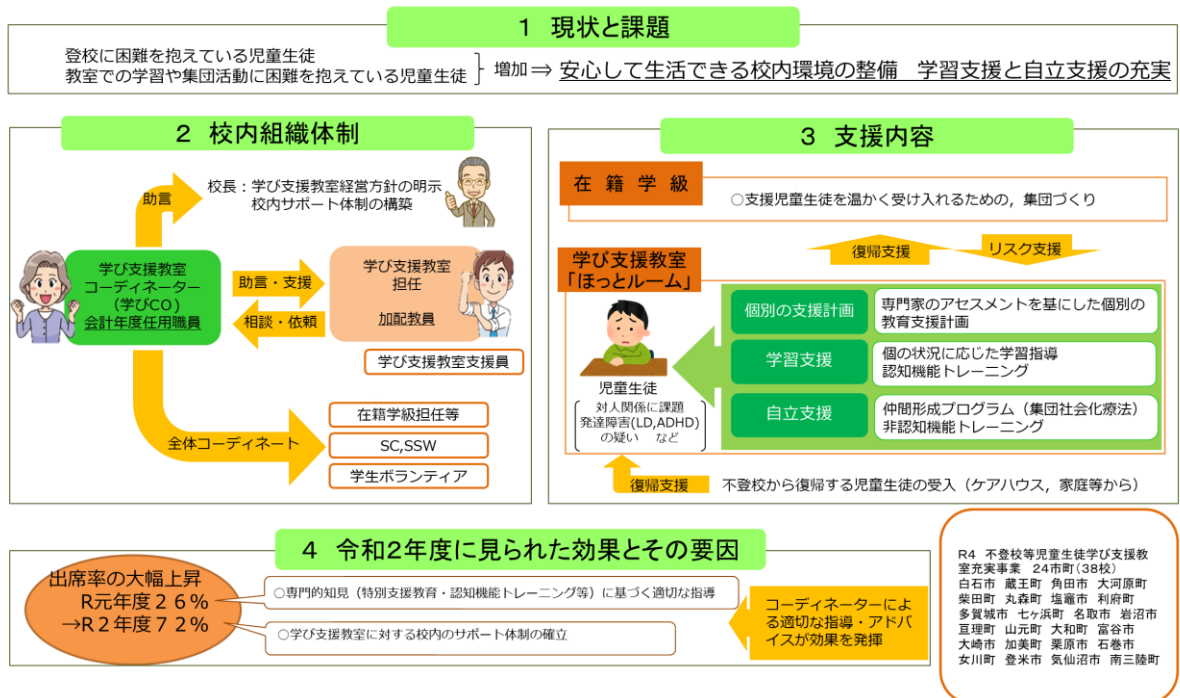 1 現状と課題
登校に困難を抱えている児童生徒
教室での学習や集団活動に困難を抱えている児童生徒
増加⇒ 安心して生活できる校内環境の整備 学習支援と自立支援の充実
2 校内組織体制
助言
校長：学び支援教室経営方針の明示
校内サポート体制の構築
学び支援教室
コーディネーター
(学びCO)
会計年度任用職員
助言・支援
相談・依頼
学び支援教室
担任
加配教員
学び支援教室支援員
全体コーディネート
在籍学級担任等
SC,SSW
学生ボランティア
3 支援内容
在籍学級
○支援児童生徒を温かく受け入れるための，集団づくり
復帰支援
リスク支援
学び支援教室
「ほっとルーム」
児童生徒
対人関係に課題
発達障害(LD,ADHD)
の疑い など
個別の支援計画
専門家のアセスメントを基にした個別の
教育支援計画
学習支援
個の状況に応じた学習指導
認知機能トレーニング
自立支援
仲間形成プログラム（集団社会化療法）
非認知機能トレーニング
復帰支援
不登校から復帰する児童生徒の受入（ケアハウス，家庭等から）
4 令和2年度に見られた効果とその要因
出席率の大幅上昇
R元年度２６％
→R２年度７２％
○専門的知見（特別支援教育・認知機能トレーニング等）に基づく適切な指導
○学び支援教室に対する校内のサポート体制の確立
コーディネーターによ
る適切な指導・アドバ
イスが効果を発揮
R4 不登校等児童生徒学び支援教
室充実事業 24市町(38校)
白石市 蔵王町 角田市 大河原町
柴田町 丸森町 塩竈市 利府町
多賀城市 七ヶ浜町 名取市 岩沼市
亘理町 山元町 大和町 富谷市
大崎市 加美町 栗原市 石巻市
女川町 登米市 気仙沼市 南三陸町